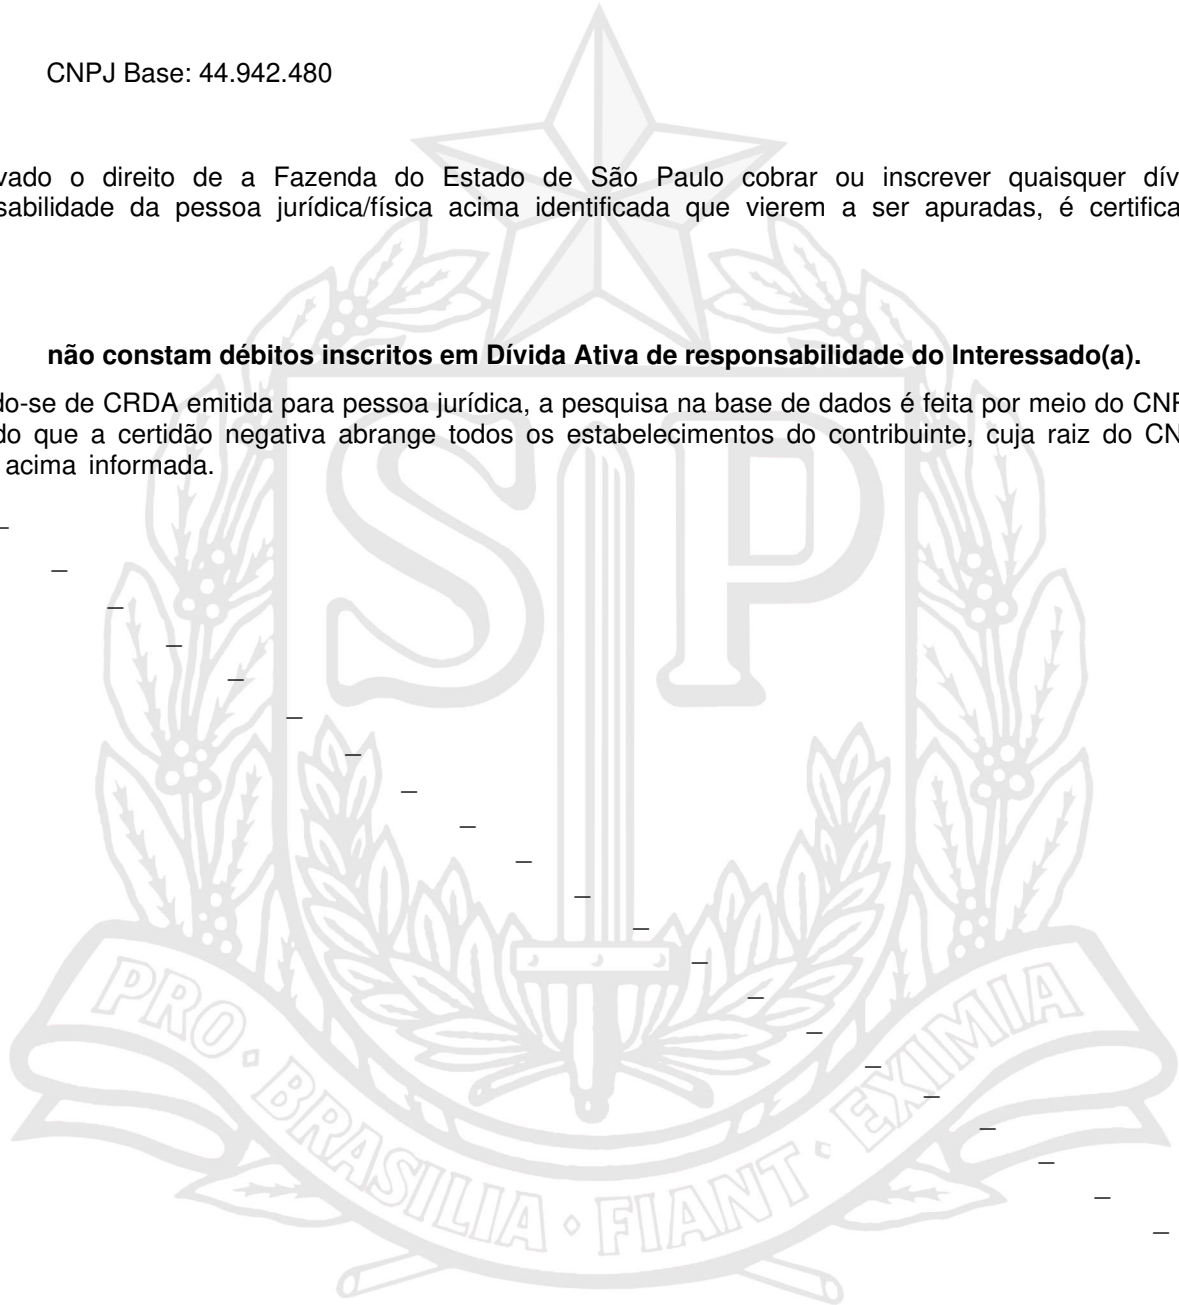 CNPJ Base: 44.942.480
vado o direito de a Fazenda do Estado de São Paulo cobrar ou inscrever quaisquer dív
sabilidade da pessoa jurídica/física acima identificada que vierem a ser apuradas, é certifica
não constam débitos inscritos em Dívida Ativa de responsabilidade do Interessado(a).
do-se de CRDA emitida para pessoa jurídica, a pesquisa na base de dados é feita por meio do CNP
do que a certidão negativa abrange todos os estabelecimentos do contribuinte, cuja raiz do CN
acima informada.
SP
PRO · BRASILIA · FIANT · EXIMIA